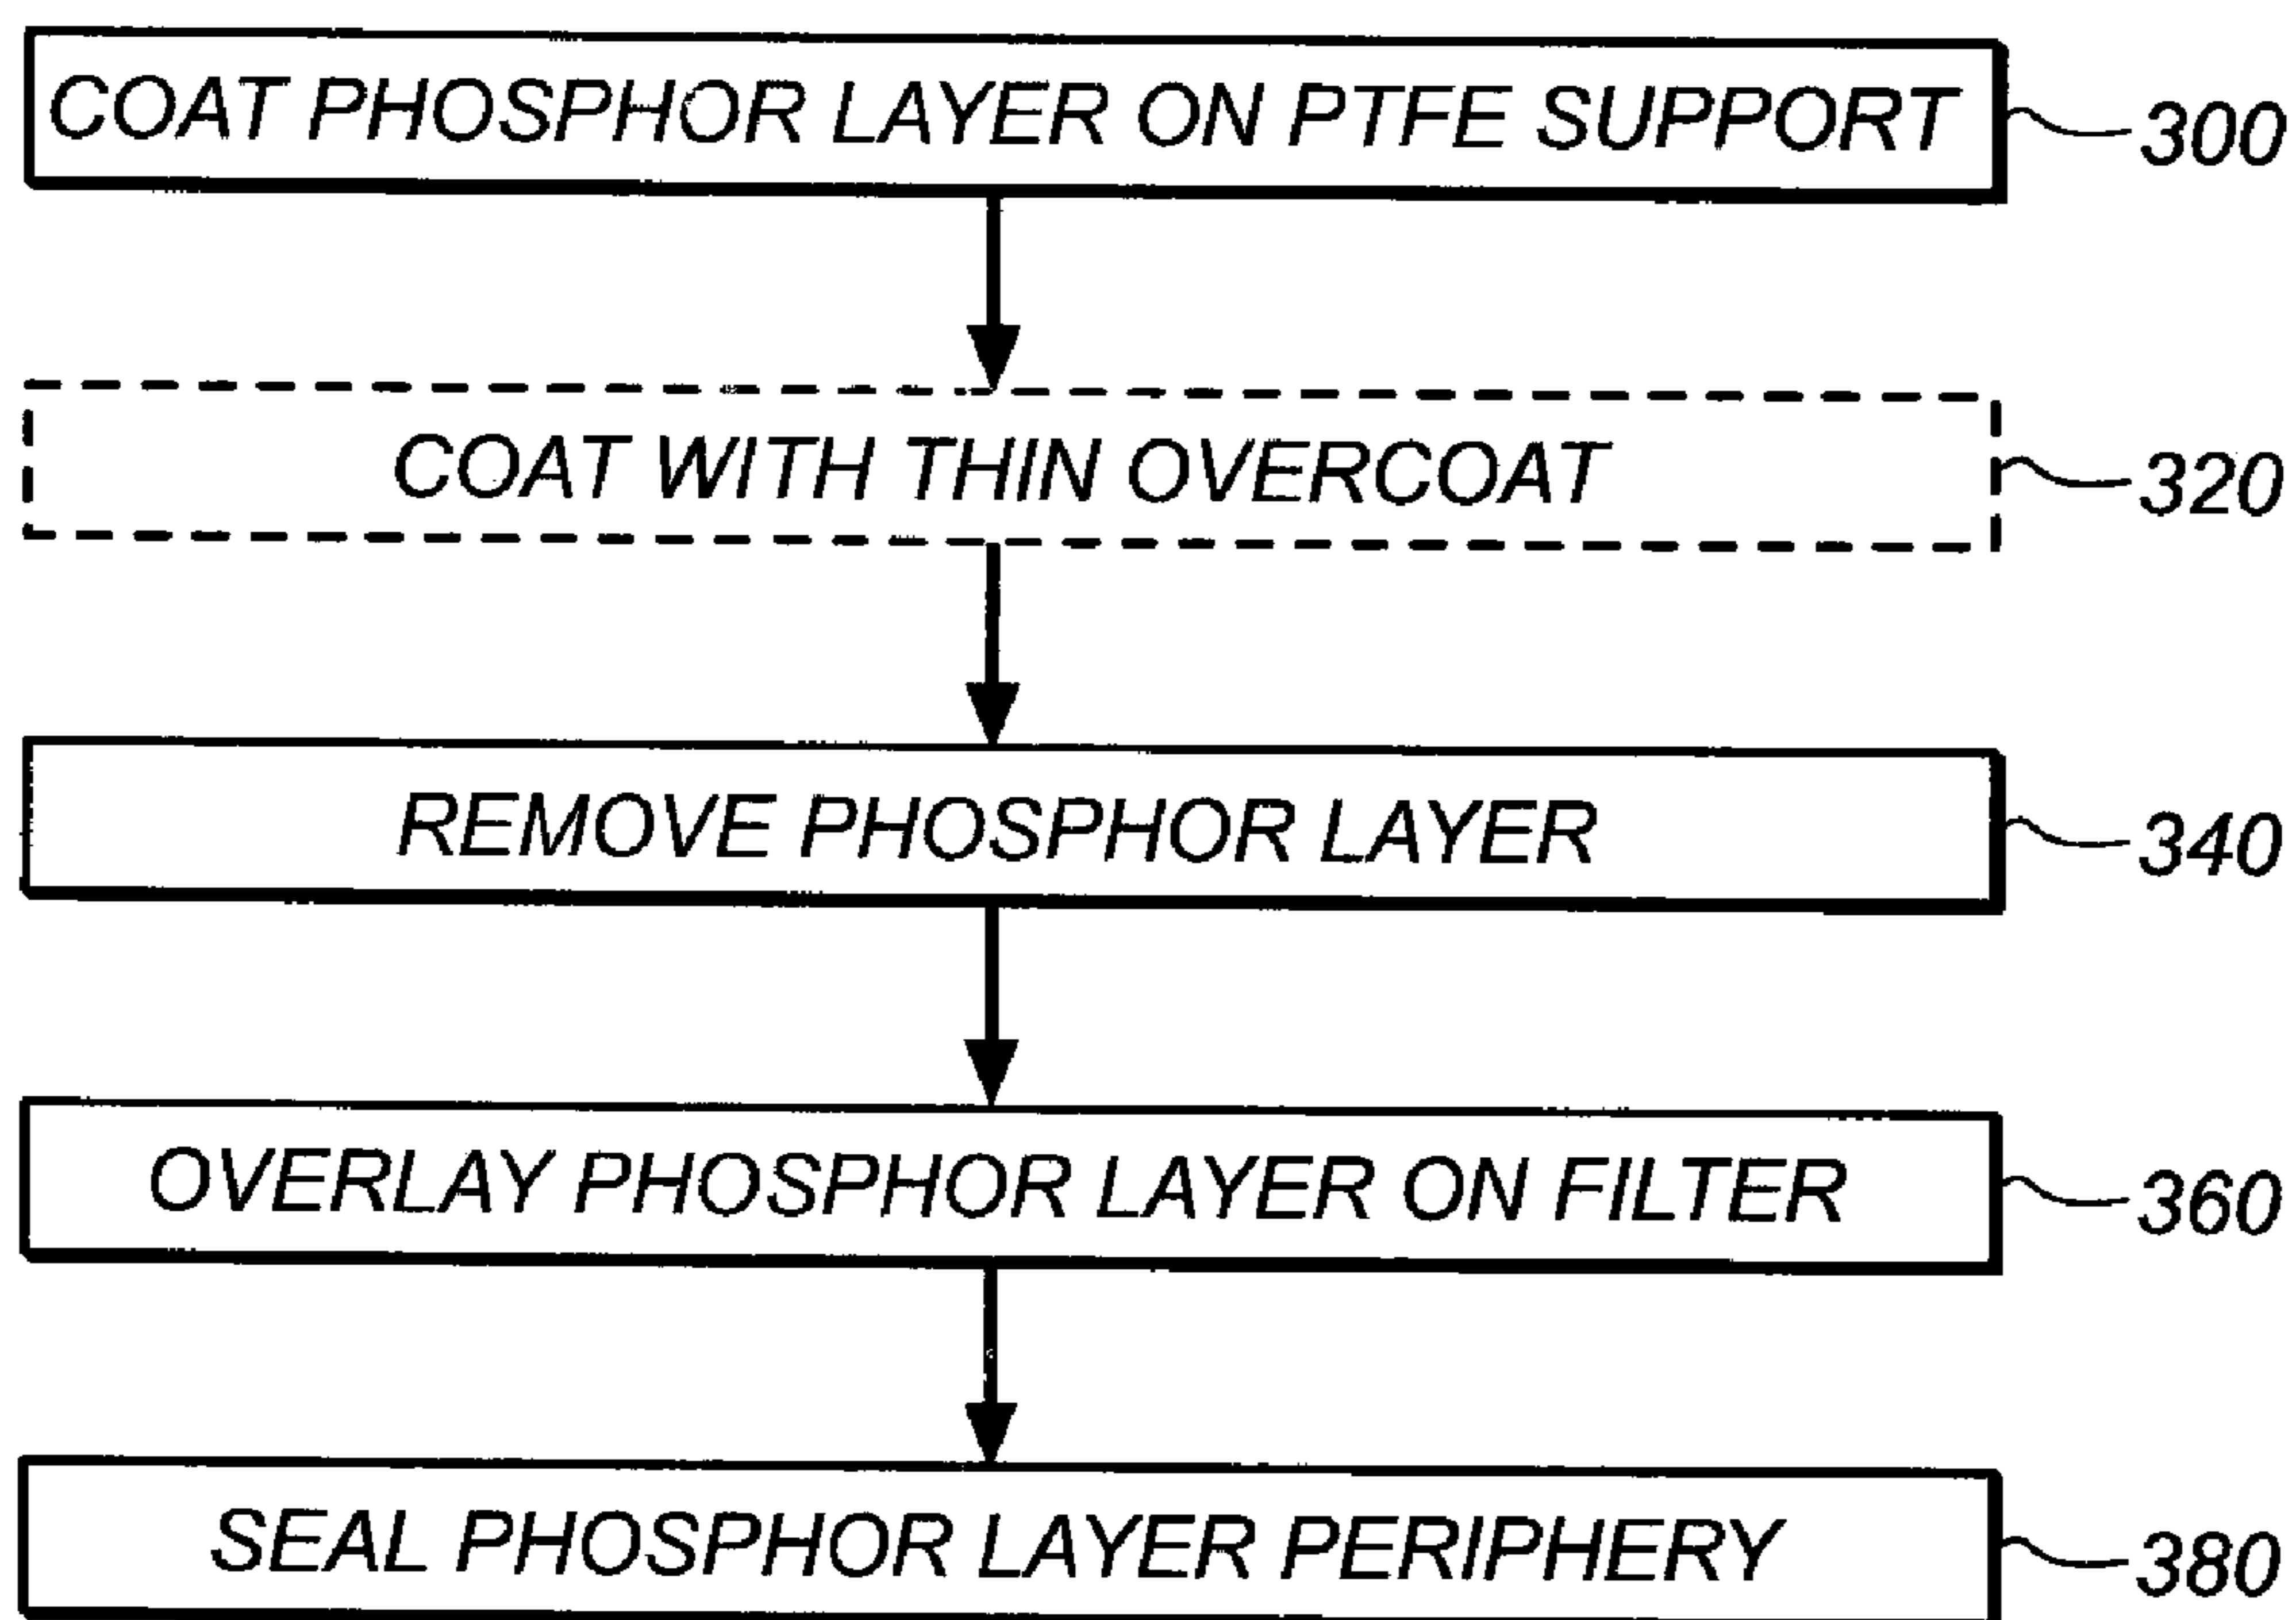 COAT PHOSPHOR LAYER ON PTFE SUPPORT 300
COAT WITH THIN OVERCOAT 320
REMOVE PHOSPHOR LAYER 340
OVERLAY PHOSPHOR LAYER ON FILTER 360
SEAL PHOSPHOR LAYER PERIPHERY 380